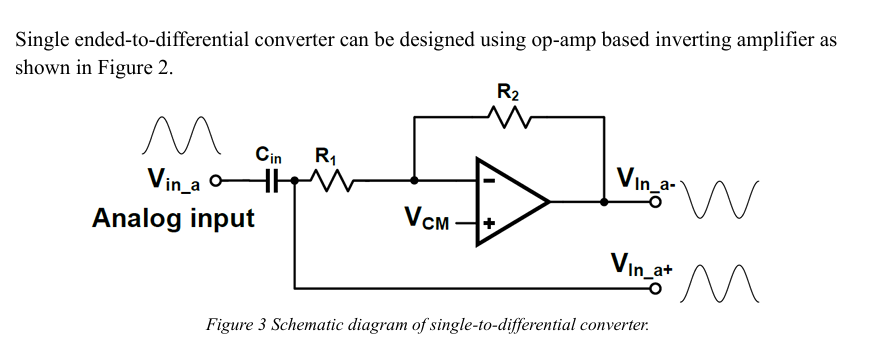 Single ended-to-differential converter can be designed using op-amp based inverting amplifier as
shown in Figure 2.
R₂
Cin R₁
Vin_a
Analog input
VCM
-
+
VIn_a-
VIn_a+
Figure 3 Schematic diagram of single-to-differential converter.